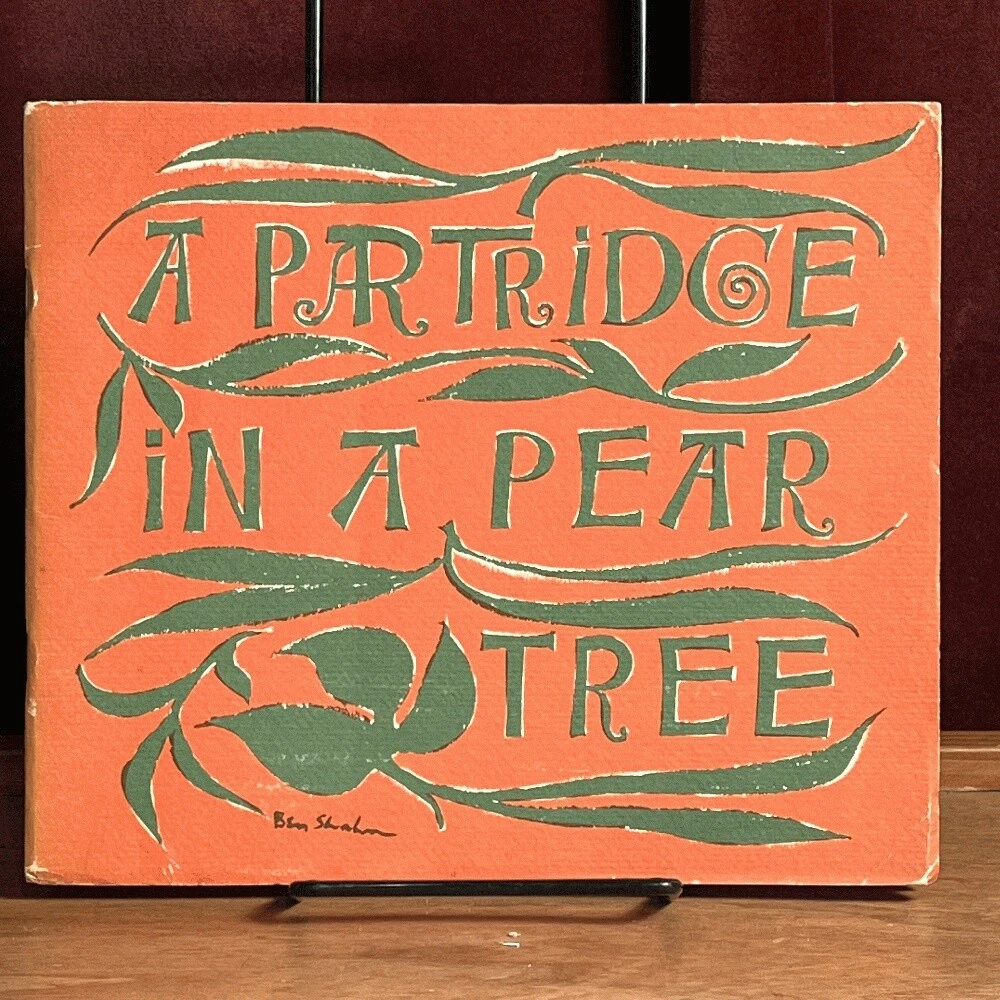 A PARTRiDGE
iN A PEAR
TREE
Ben Shahn